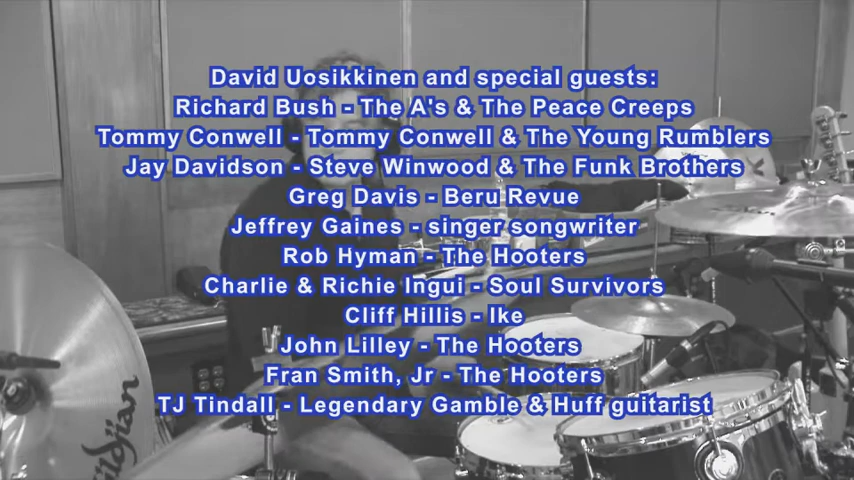 David Uosikkinen and special guests:
Richard Bush - The A's & The Peace Creeps
Tommy Conwell - Tommy Conwell & The Young Rumblers
Jay Davidson - Steve Winwood & The Funk Brothers
Greg Davis - Beru Revue
Jeffrey Gaines - singer songwriter
Rob Hyman - The Hooters
Charlie & Richie Ingui - Soul Survivors
Cliff Hillis - Ike
John Lilley - The Hooters
Fran Smith, Jr - The Hooters
TJ Tindall - Legendary Gamble & Huff guitarist
Zildjian